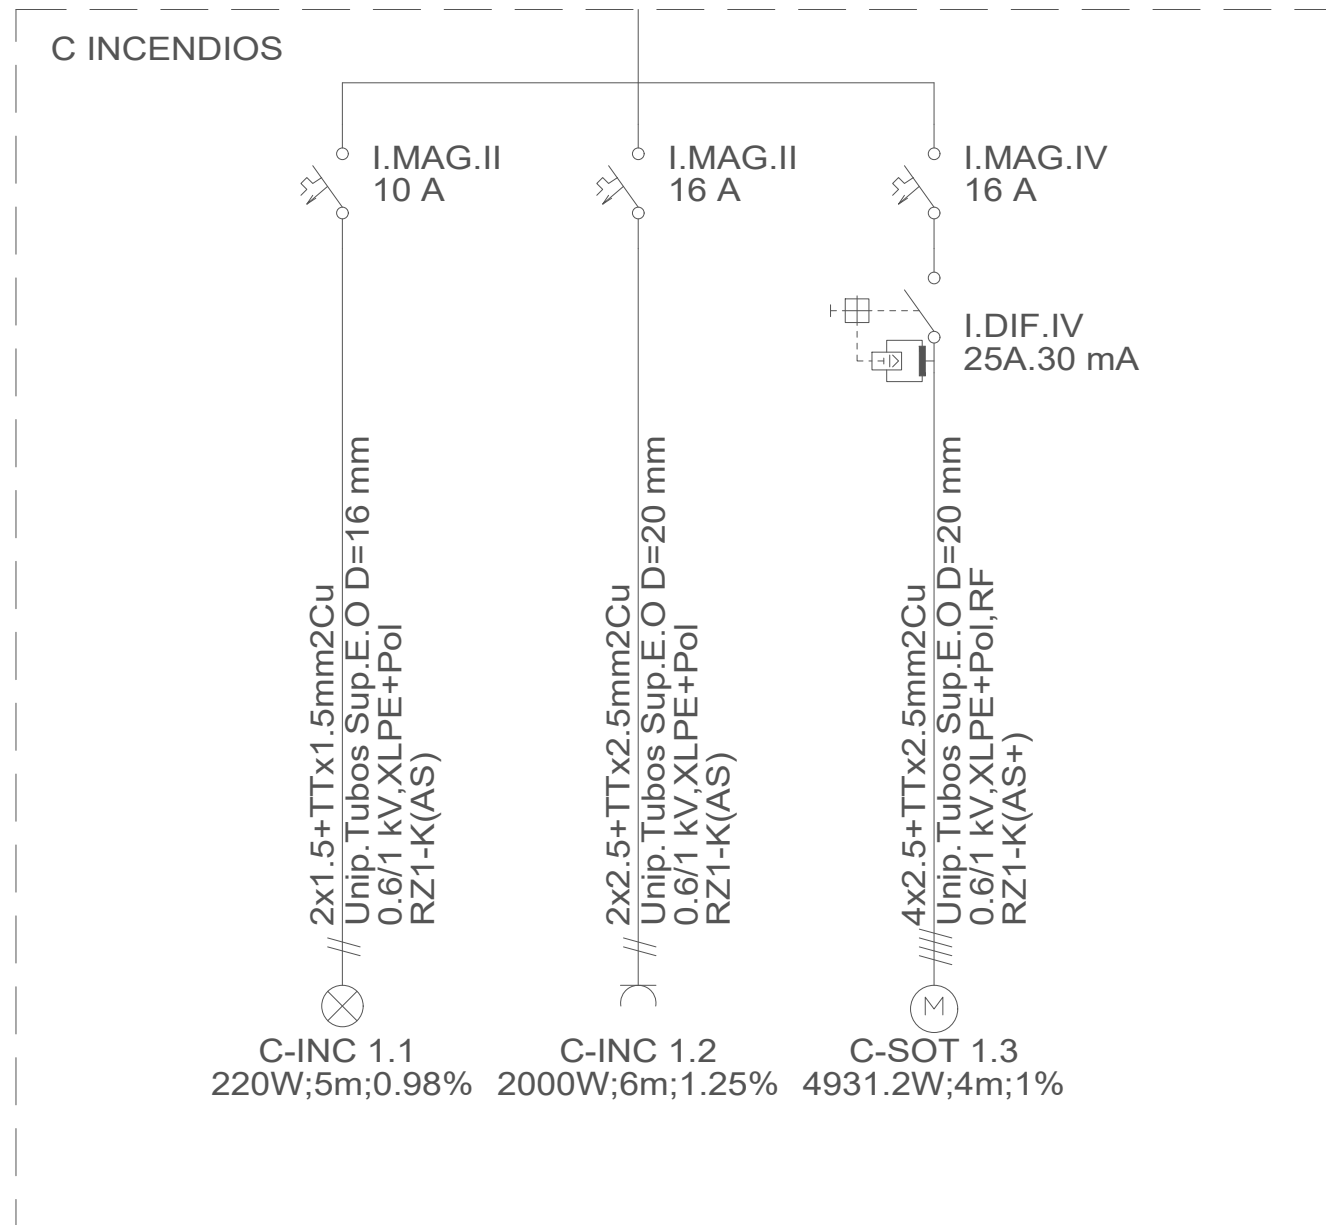 C INCENDIOS
I.MAG.II
10 A
I.MAG.II
16 A
I.MAG.IV
16 A
I.DIF.IV
25A.30 mA
2x1.5+TTx1.5mm2Cu
Unip.Tubos Sup.E.O D=16 mm
0.6/1 kV,XLPE+Pol
RZ1-K(AS)
2x2.5+TTx2.5mm2Cu
Unip.Tubos Sup.E.O D=20 mm
0.6/1 kV,XLPE+Pol
RZ1-K(AS)
4x2.5+TTx2.5mm2Cu
Unip.Tubos Sup.E.O D=20 mm
0.6/1 kV,XLPE+Pol,RF
RZ1-K(AS+)
M
C-INC 1.1
220W;5m;0.98%
C-INC 1.2
2000W;6m;1.25%
C-SOT 1.3
4931.2W;4m;1%